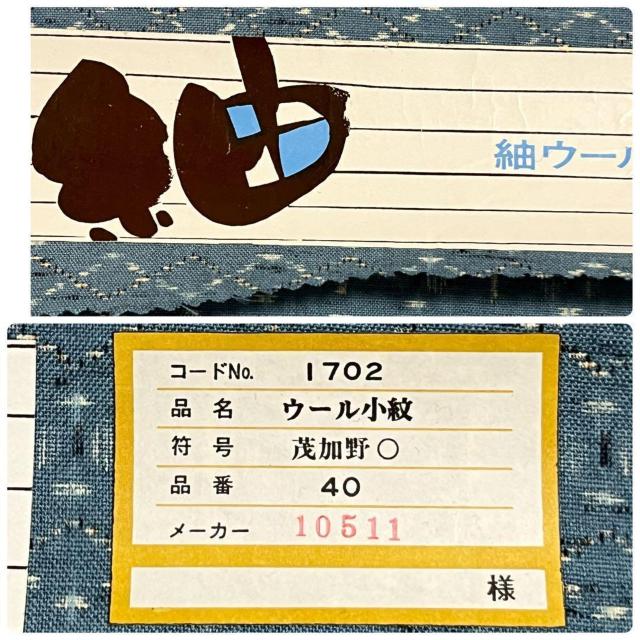 紬
紬ウール
コードNo. 1702
品名 ウール小紋
符号 茂加野○
品番 40
メーカー 10511
様